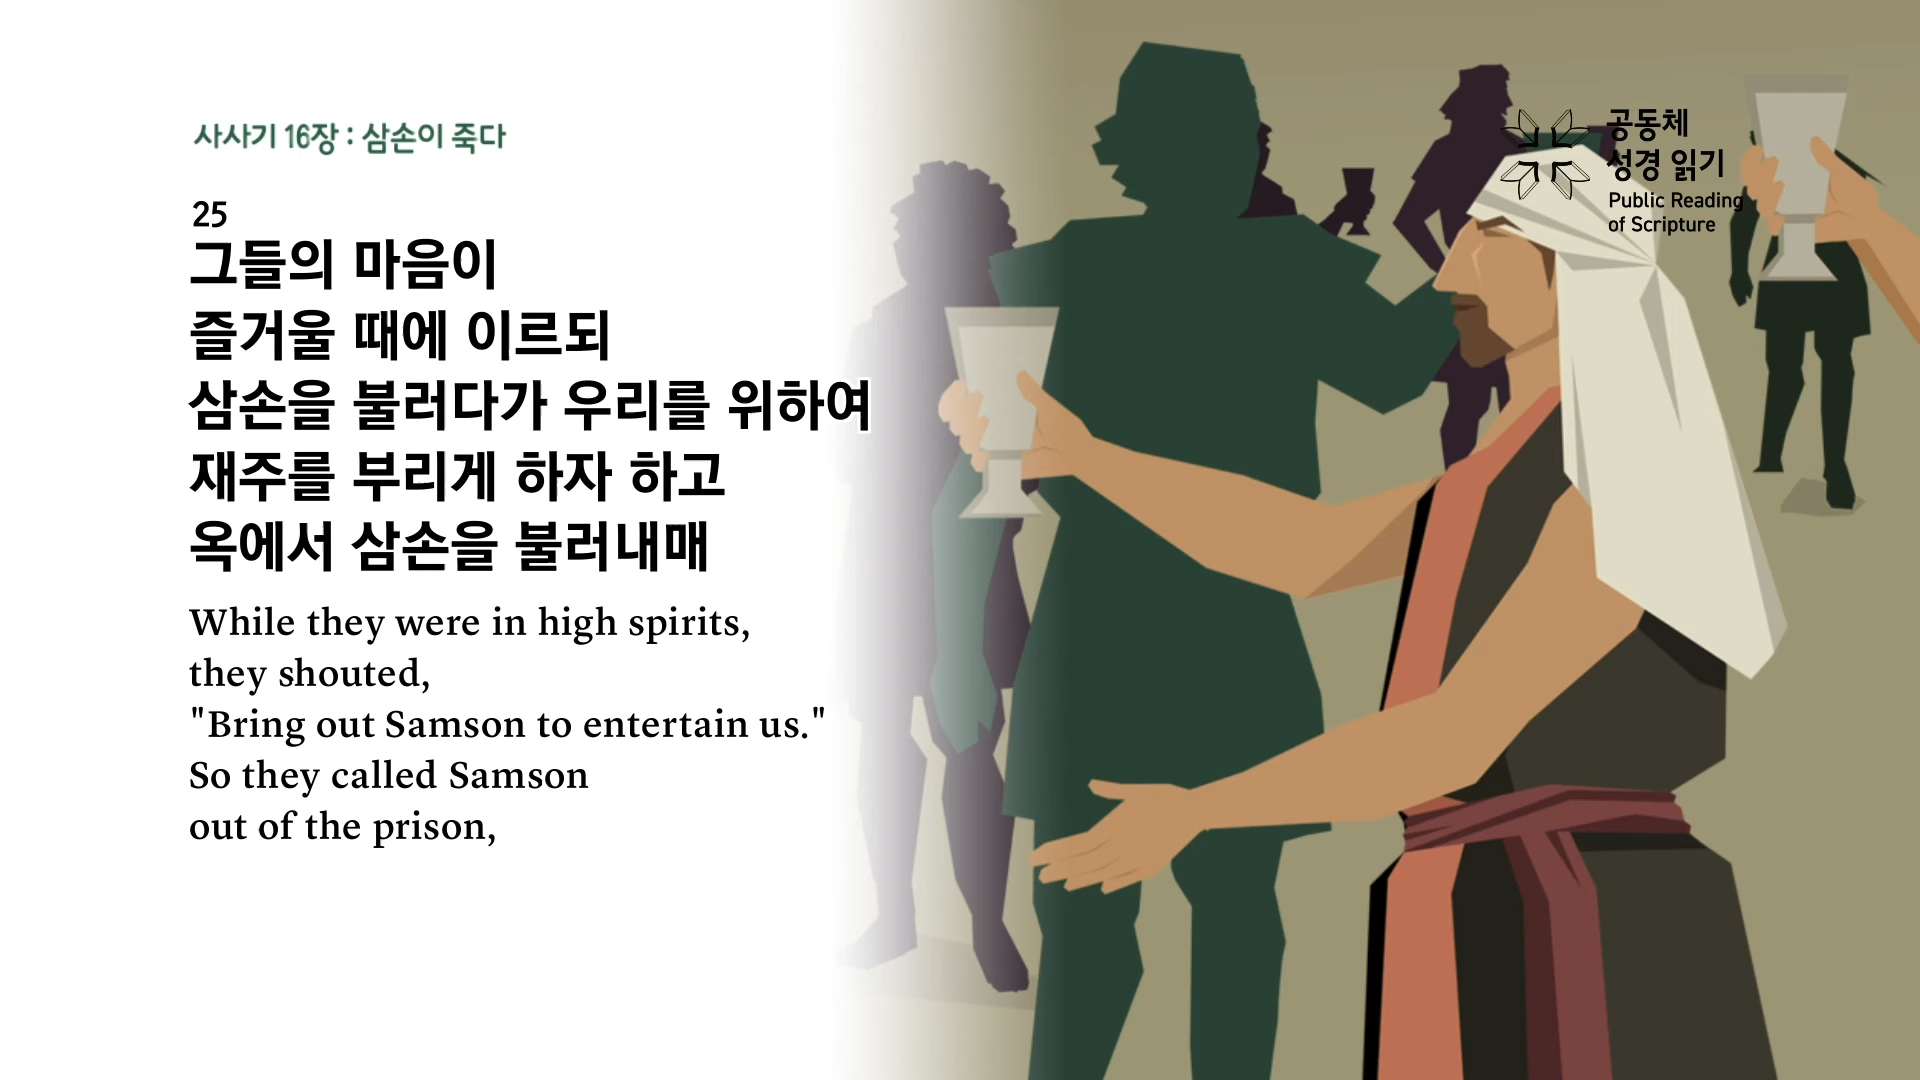 사사기 16장 : 삼손이 죽다
25
그들의 마음이
즐거울 때에 이르되
삼손을 불러다가 우리를 위하여
재주를 부리게 하자 하고
옥에서 삼손을 불러내매
While they were in high spirits,
they shouted,
"Bring out Samson to entertain us."
So they called Samson
out of the prison,
공동체
성경 읽기
Public Reading
of Scripture